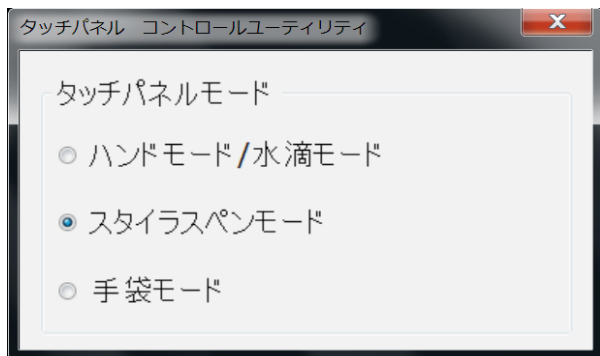 タッチパネル　コントロールユーティリティ
タッチパネルモード
ハンドモード/水滴モード
スタイラスペンモード
手袋モード